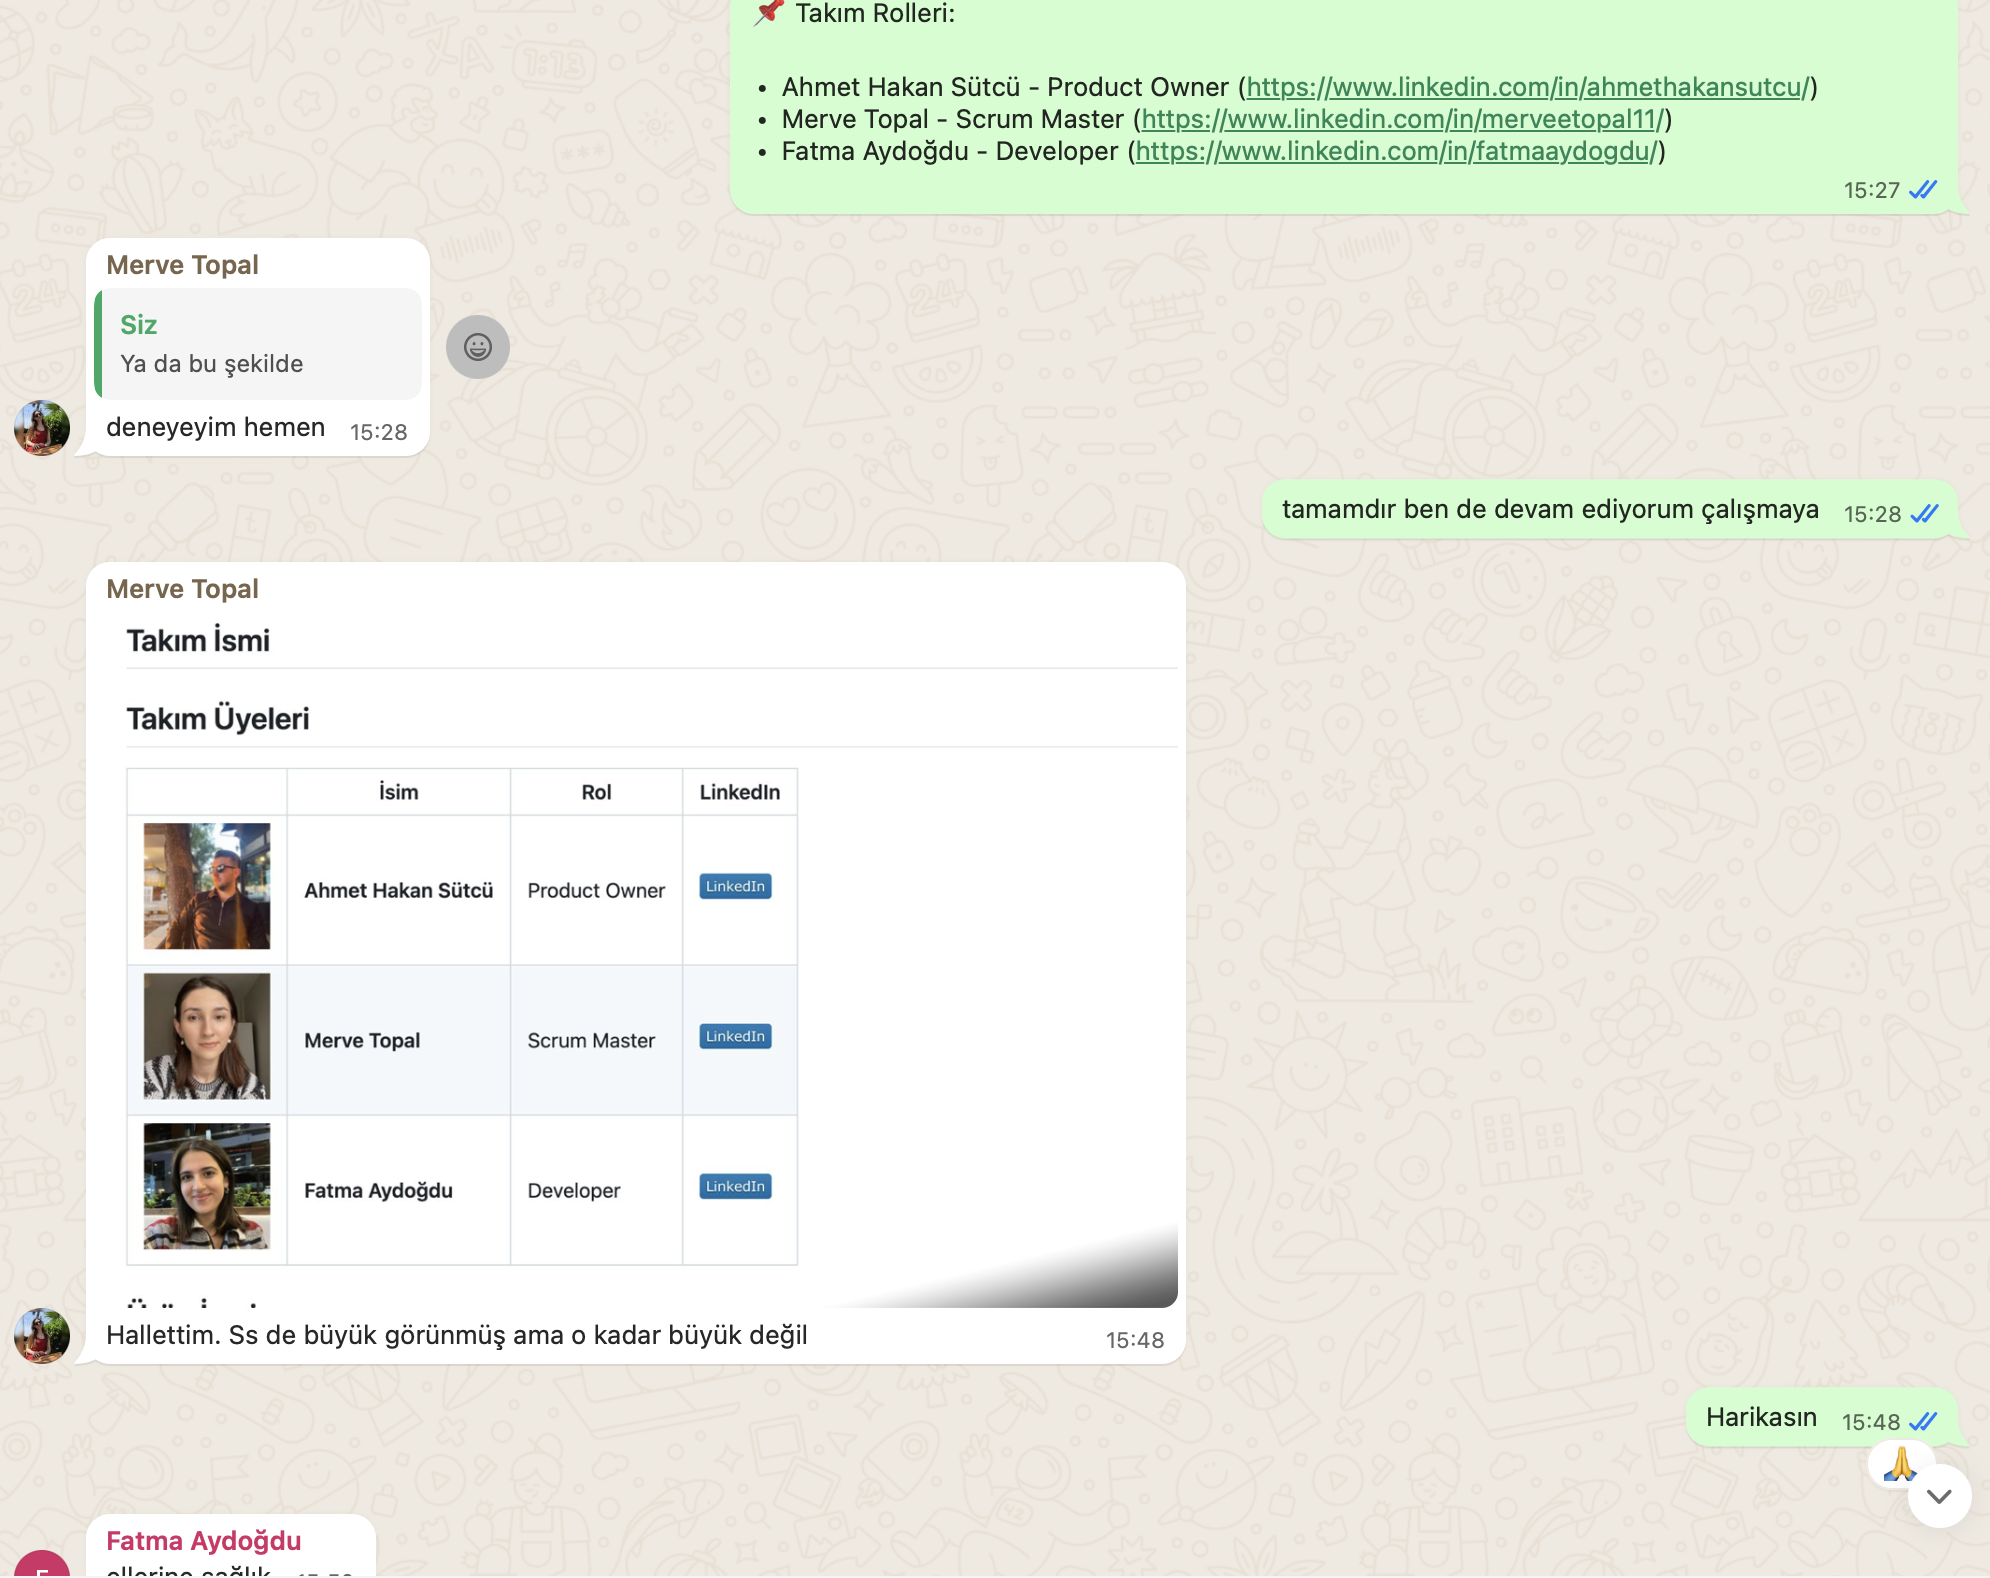 📌 Takım Rolleri:
• Ahmet Hakan Sütcü - Product Owner (https://www.linkedin.com/in/ahmethakansutcu/)
• Merve Topal - Scrum Master (https://www.linkedin.com/in/merveetopal11/)
• Fatma Aydoğdu - Developer (https://www.linkedin.com/in/fatmaaydogdu/)
15:27
Merve Topal
Siz
Ya da bu şekilde
deneyeyim hemen 15:28
tamamdır ben de devam ediyorum çalışmaya 15:28
Merve Topal
Takım İsmi
Takım Üyeleri
İsim Rol LinkedIn
Ahmet Hakan Sütcü Product Owner LinkedIn
Merve Topal Scrum Master LinkedIn
Fatma Aydoğdu Developer LinkedIn
Hallettim. Ss de büyük görünmüş ama o kadar büyük değil 15:48
Harikasın 15:48
🙏
Fatma Aydoğdu
ellerine sağlık